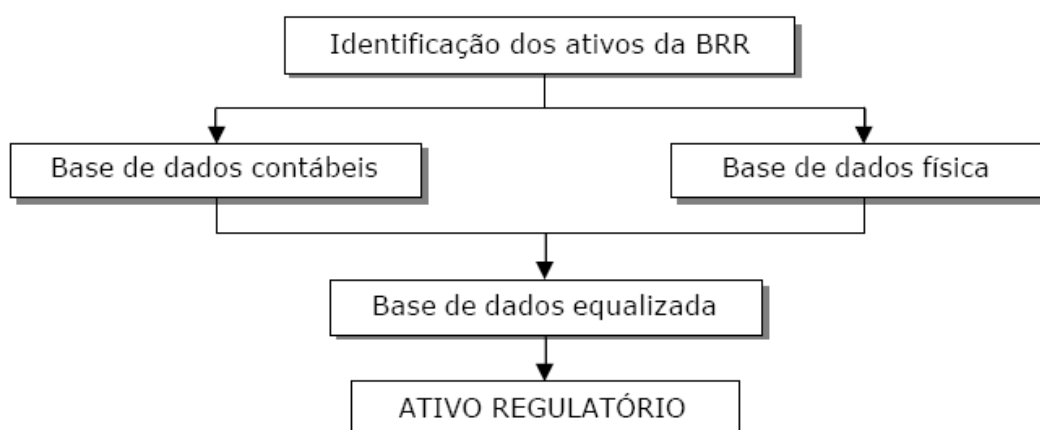 Identificação dos ativos da BRR
Base de dados contábeis
Base de dados física
Base de dados equalizada
ATIVO REGULATÓRIO